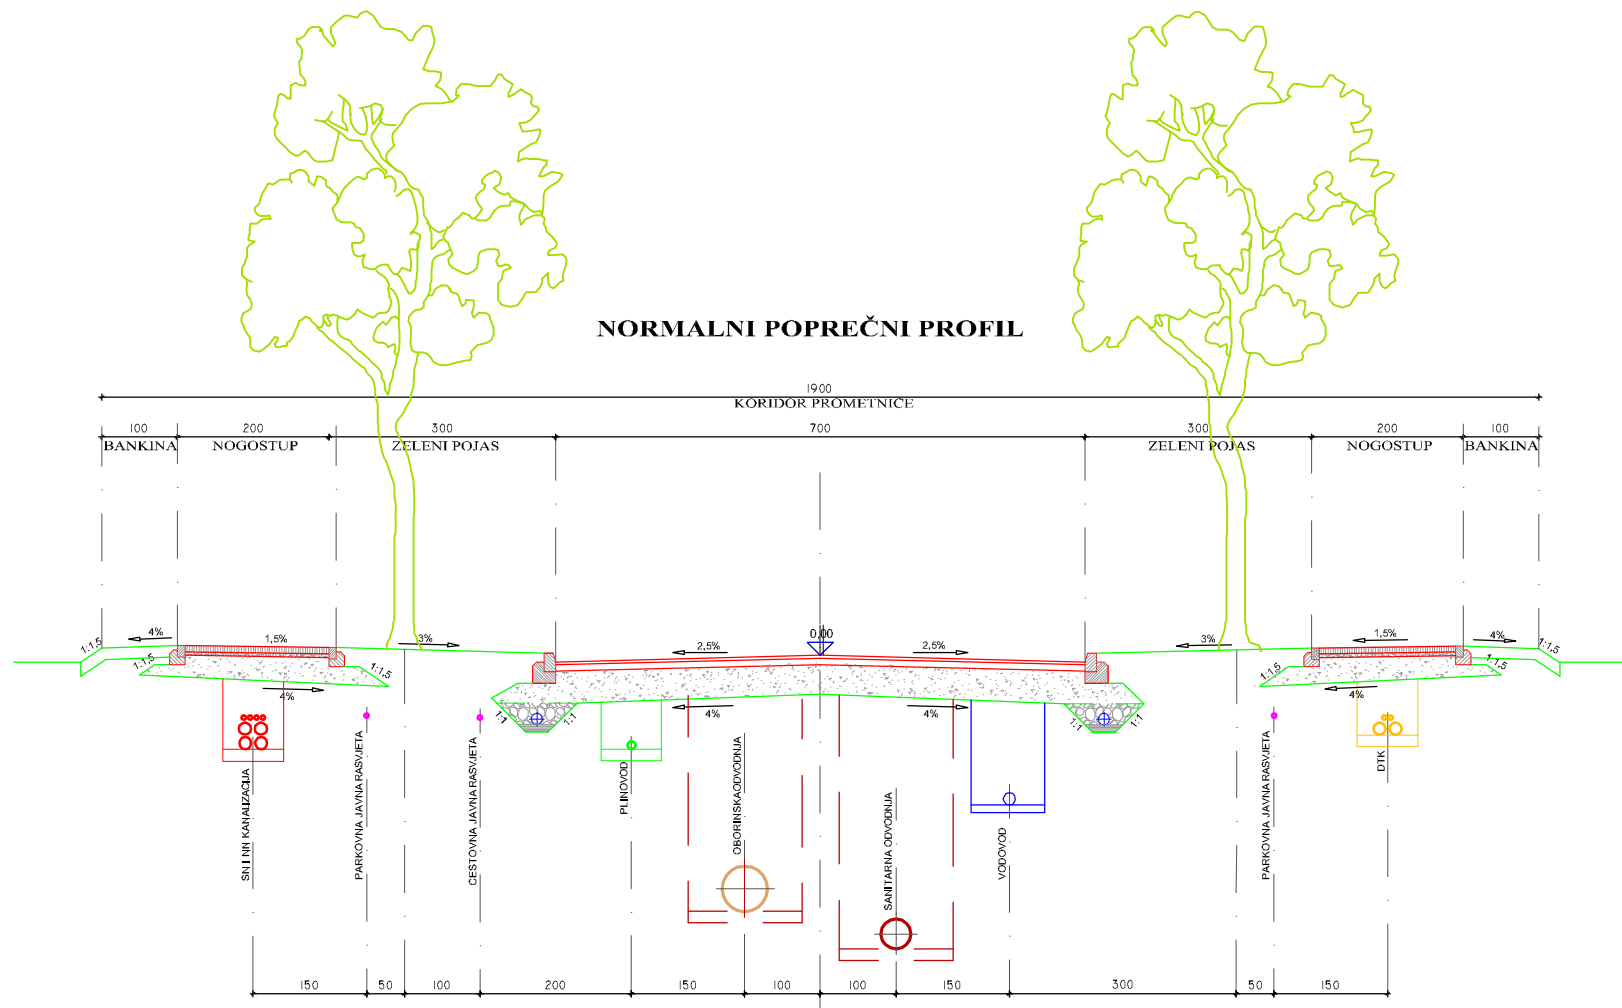 NORMALNI POPREČNI PROFIL
1900
KORIDOR PROMETNICE
100 200 300 700 300 200 100
BANKINA NOGOSTUP ZELENI POJAS ZELENI POJAS NOGOSTUP BANKINA
0,00
1:1,5 4% 1,5% 3% 2,5% 2,5% 3% 1,5% 4% 1:1,5
1:1,5 1:1,5 1:1,5 1:1,5
4% 4% 4% 4%
1:1 1:1 1:1 1:1
SN I NN KANALIZACIJA
PARKOVNA JAVNA RASVJETA
CESTOVNA JAVNA RASVJETA
PLINOVOD
OBORINSKA ODVODNJA
SANITARNA ODVODNJA
VODOVOD
PARKOVNA JAVNA RASVJETA
DTK
150 50 100 200 150 100 100 150 300 50 150